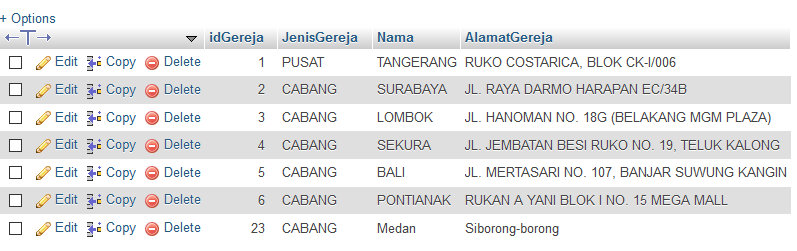 + Options
←T→ idGereja JenisGereja Nama AlamatGereja
Edit Copy Delete 1 PUSAT TANGERANG RUKO COSTARICA, BLOK CK-I/006
Edit Copy Delete 2 CABANG SURABAYA JL. RAYA DARMO HARAPAN EC/34B
Edit Copy Delete 3 CABANG LOMBOK JL. HANOMAN NO. 18G (BELAKANG MGM PLAZA)
Edit Copy Delete 4 CABANG SEKURA JL. JEMBATAN BESI RUKO NO. 19, TELUK KALONG
Edit Copy Delete 5 CABANG BALI JL. MERTASARI NO. 107, BANJAR SUWUNG KANGIN
Edit Copy Delete 6 CABANG PONTIANAK RUKAN A YANI BLOK I NO. 15 MEGA MALL
Edit Copy Delete 23 CABANG Medan Siborong-borong